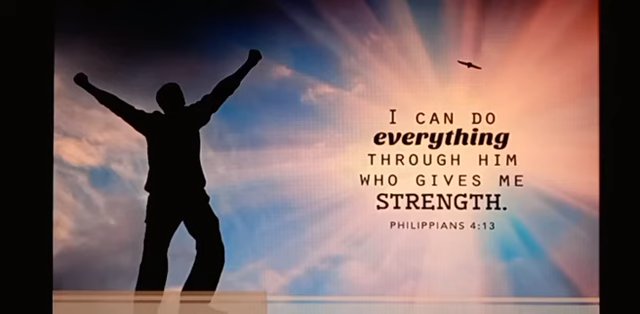 I CAN DO
everything
THROUGH HIM
WHO GIVES ME
STRENGTH.
PHILIPPIANS 4:13